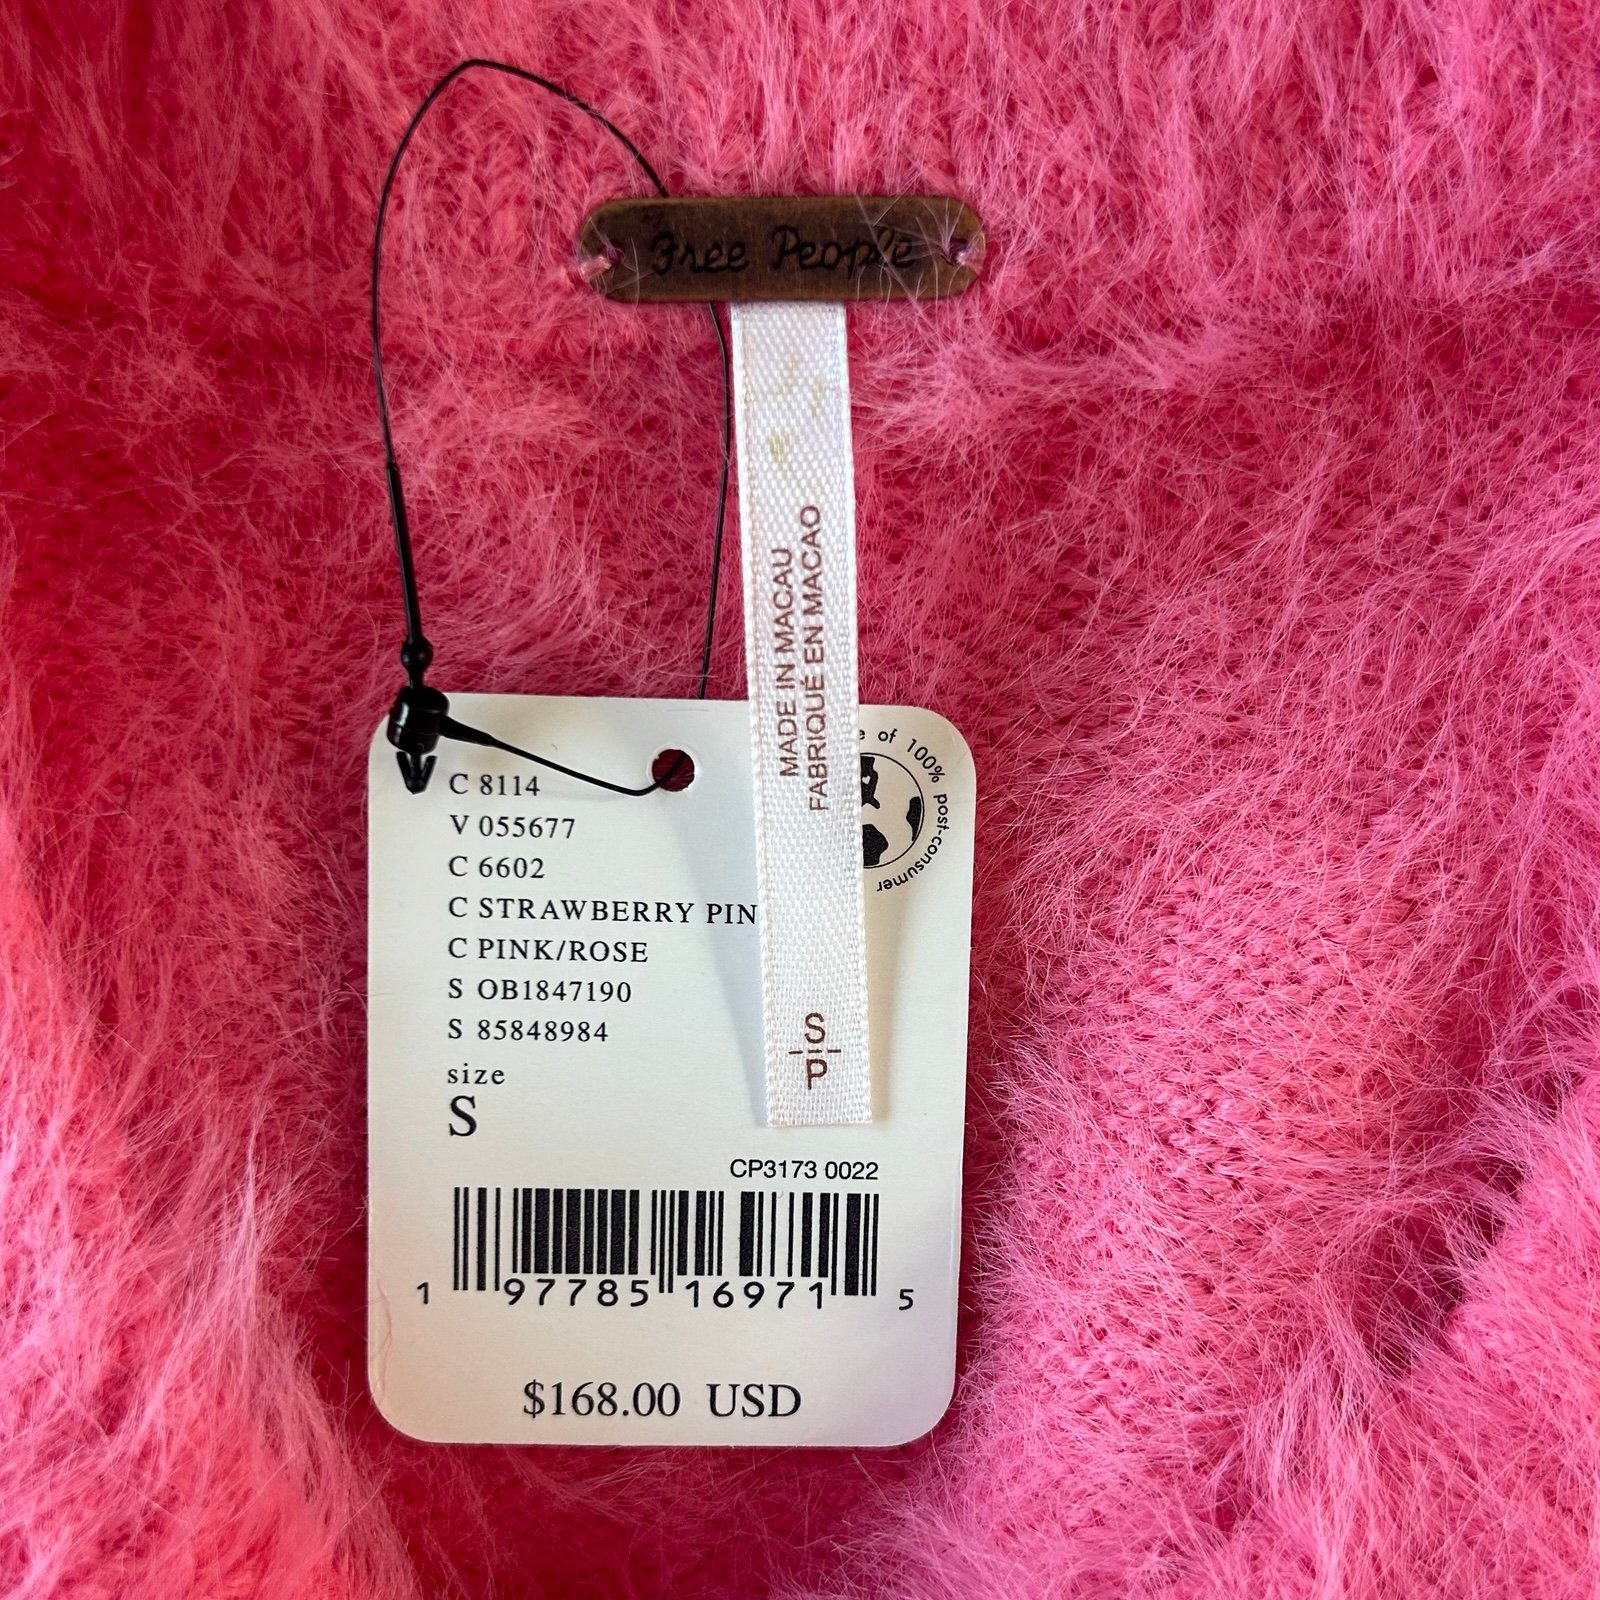 Free People
MADE IN MACAU
FABRIQUÉ EN MACAO
S
p
of 100% post-consumer
C 8114
V 055677
C 6602
C STRAWBERRY PIN
C PINK/ROSE
S OB1847190
S 85848984
size
S
CP3173 0022
1 97785 16971 5
$168.00 USD